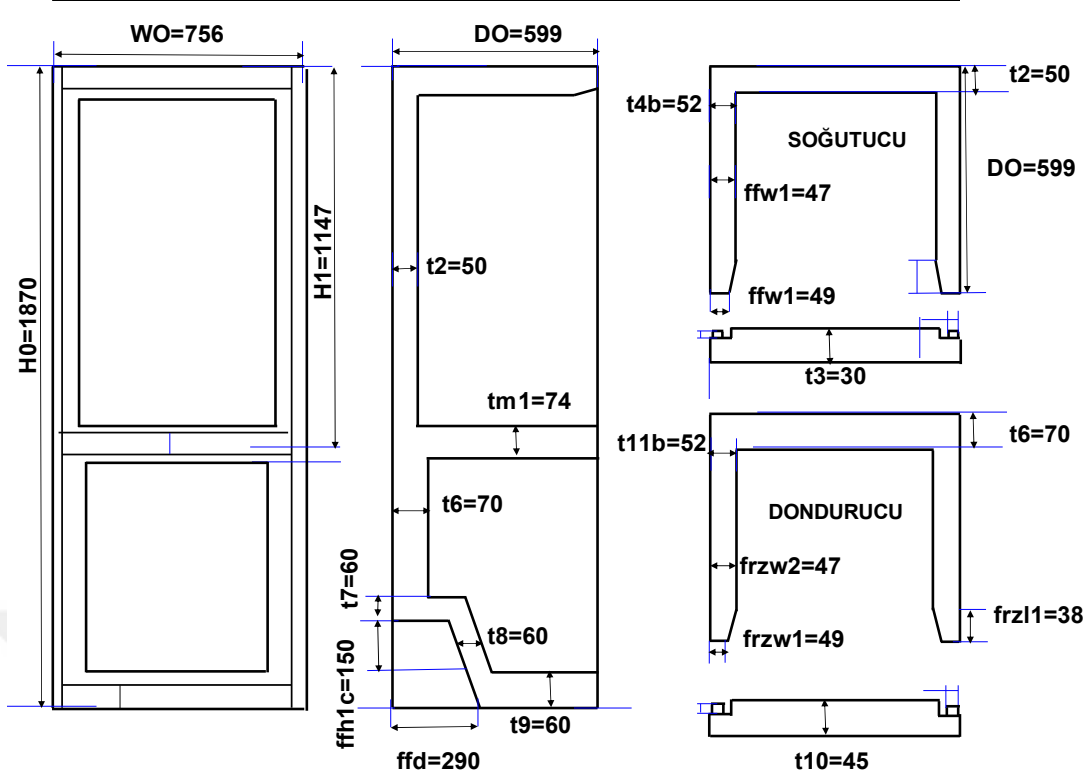 WO=756
DO=599
t2=50
t4b=52
SOĞUTUCU
DO=599
ffw1=47
H1=1147
t2=50
H0=1870
ffw1=49
t3=30
tm1=74
t11b=52
t6=70
t6=70
DONDURUCU
t7=60
frzw2=47
frzl1=38
t8=60
frzw1=49
ffh1c=150
t9=60
ffd=290
t10=45